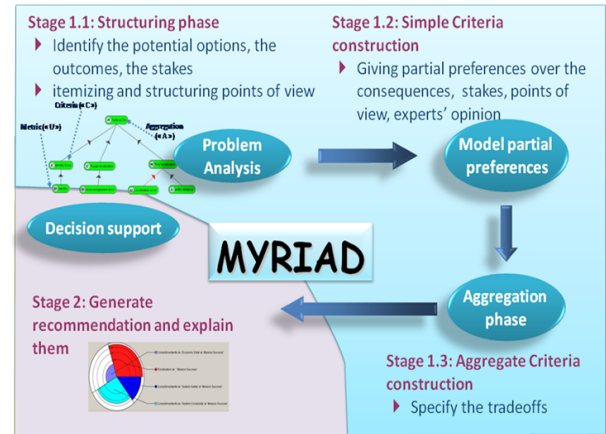 Stage 1.1: Structuring phase
Identify the potential options, the
outcomes, the stakes
itemizing and structuring points of view
Criteria(«C»)
Metric(«U»)
Aggregation
(«A»)
Problem
Analysis
Stage 1.2: Simple Criteria
construction
Giving partial preferences over the
consequences, stakes, points of
view, experts' opinion
Model partial
preferences
Decision support
MYRIAD
Aggregation
phase
Stage 2: Generate
recommendation and explain
them
Stage 1.3: Aggregate Criteria
construction
Specify the tradeoffs